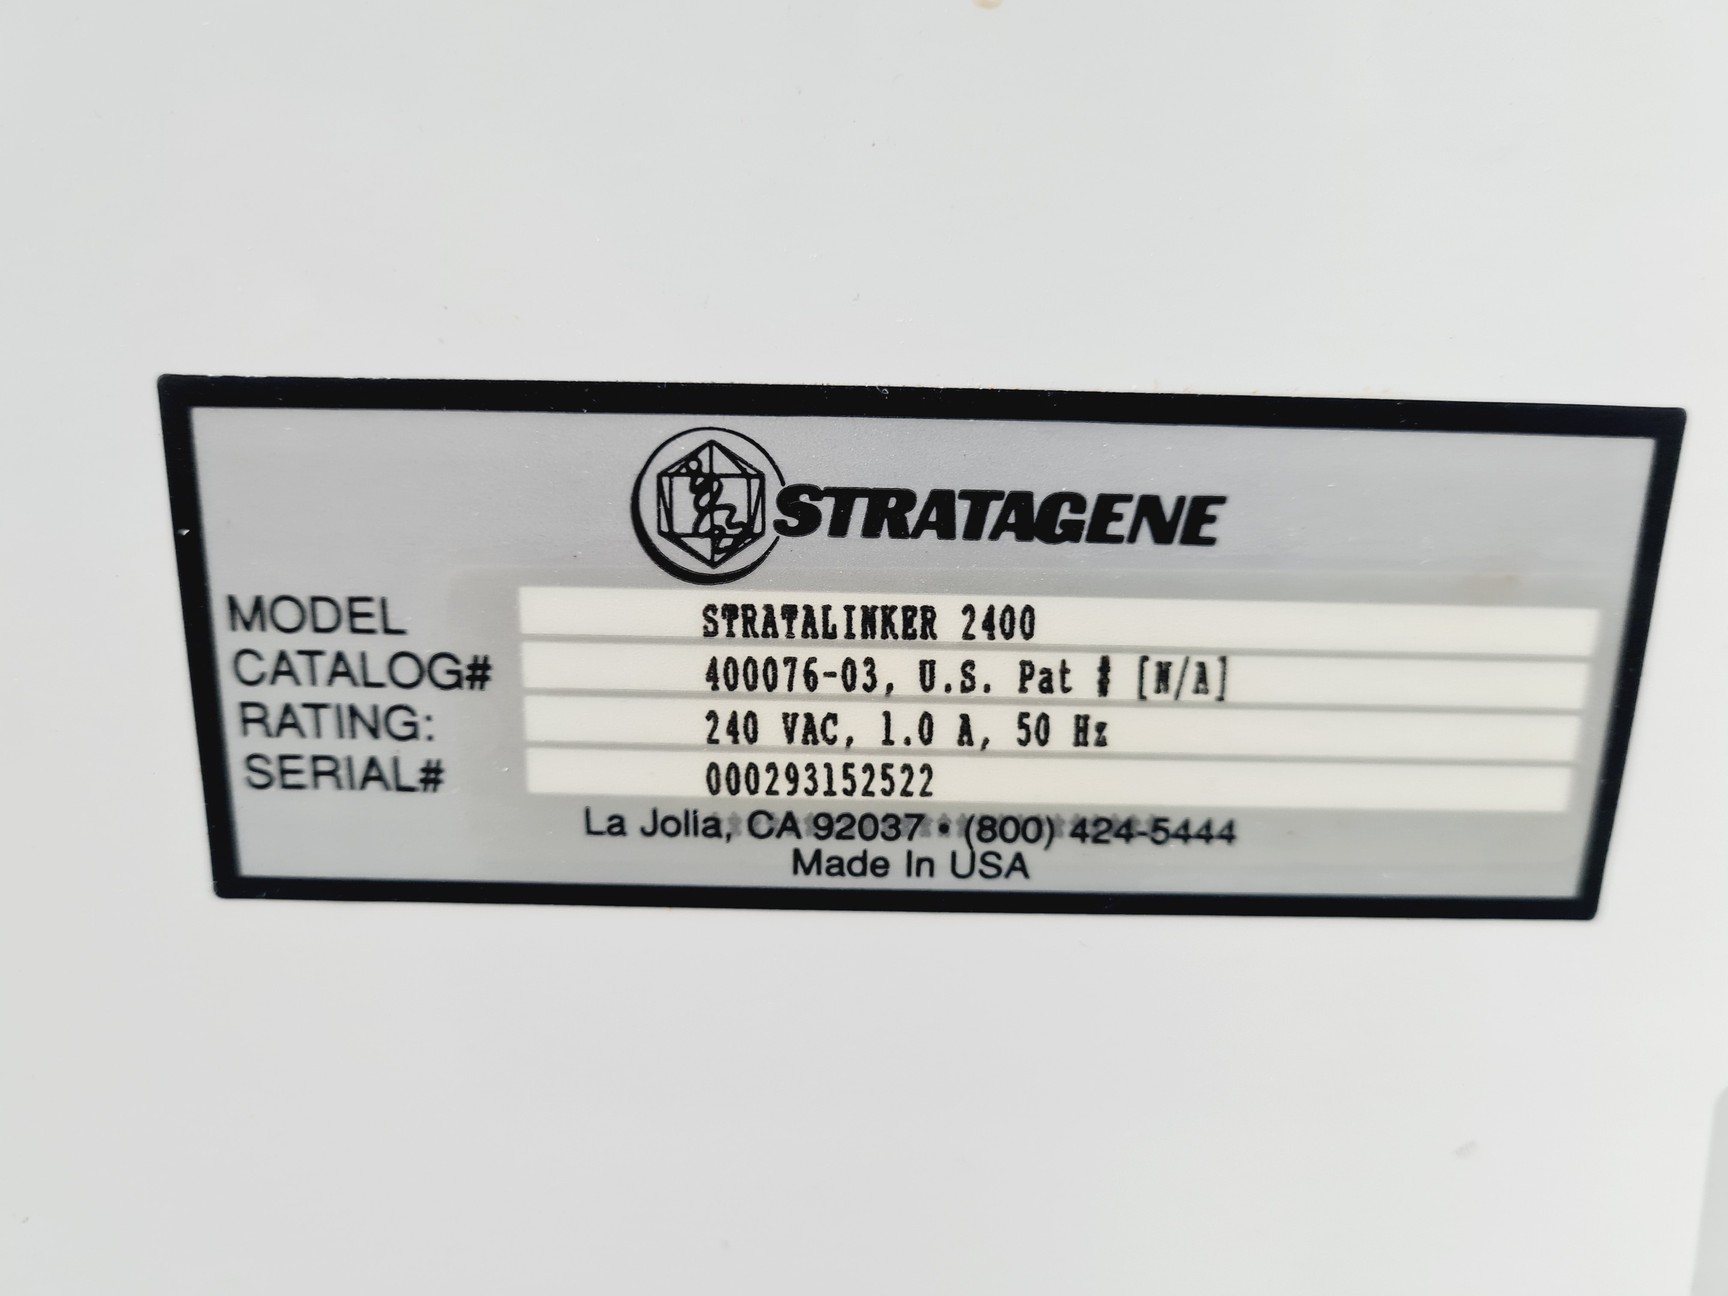 STRATAGENE
MODEL STRATALINKER 2400
CATALOG# 400076-03, U.S. Pat # [N/A]
RATING: 240 VAC, 1.0 A, 50 Hz
SERIAL# 000293152522
La Jolla, CA 92037 • (800) 424-5444
Made In USA